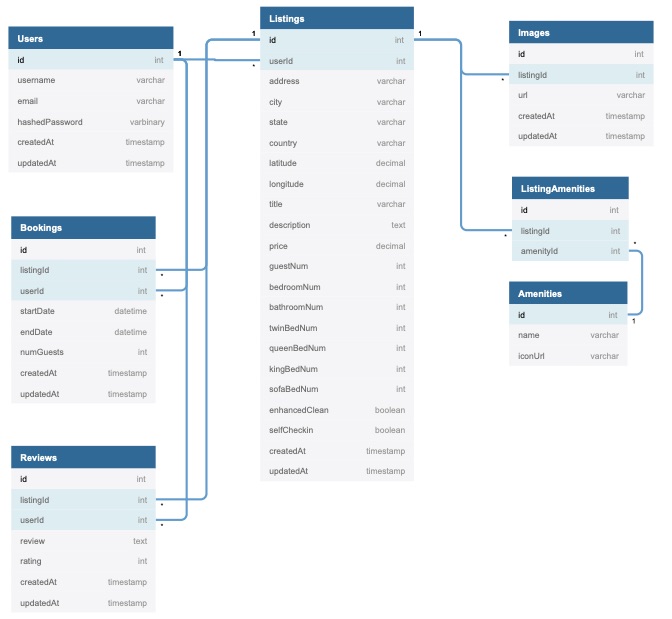 Users
id int
username varchar
email varchar
hashedPassword varbinary
createdAt timestamp
updatedAt timestamp
1
Bookings
id int
listingId int
*
userId int
*
startDate datetime
endDate datetime
numGuests int
createdAt timestamp
updatedAt timestamp
Reviews
id int
listingId int
*
userId int
*
review text
rating int
createdAt timestamp
updatedAt timestamp
Listings
1 id int 1
* userId int
address varchar
city varchar
state varchar
country varchar
latitude decimal
longitude decimal
title varchar
description text
price decimal
guestNum int
bedroomNum int
bathroomNum int
twinBedNum int
queenBedNum int
kingBedNum int
sofaBedNum int
enhancedClean boolean
selfCheckin boolean
createdAt timestamp
updatedAt timestamp
Images
id int
* listingId int
url varchar
createdAt timestamp
updatedAt timestamp
ListingAmenities
id int
* listingId int
amenityId int *
Amenities
id int 1
name varchar
iconUrl varchar